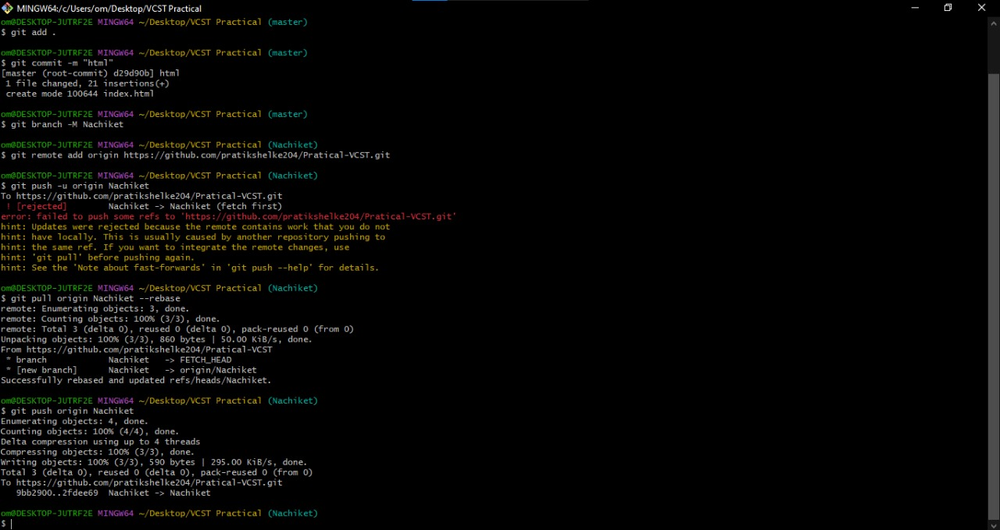 MINGW64:/c/Users/om/Desktop/VCST Practical
om@DESKTOP-JUTRF2E MINGW64 ~/Desktop/VCST Practical (master)
$ git add .
om@DESKTOP-JUTRF2E MINGW64 ~/Desktop/VCST Practical (master)
$ git commit -m "html"
[master (root-commit) d29d90b] html
 1 file changed, 21 insertions(+)
 create mode 100644 index.html
om@DESKTOP-JUTRF2E MINGW64 ~/Desktop/VCST Practical (master)
$ git branch -M Nachiket
om@DESKTOP-JUTRF2E MINGW64 ~/Desktop/VCST Practical (Nachiket)
$ git remote add origin https://github.com/pratikshelke204/Pratical-VCST.git
om@DESKTOP-JUTRF2E MINGW64 ~/Desktop/VCST Practical (Nachiket)
$ git push -u origin Nachiket
To https://github.com/pratikshelke204/Pratical-VCST.git
 ! [rejected]        Nachiket -> Nachiket (fetch first)
error: failed to push some refs to 'https://github.com/pratikshelke204/Pratical-VCST.git'
hint: Updates were rejected because the remote contains work that you do not
hint: have locally. This is usually caused by another repository pushing to
hint: the same ref. If you want to integrate the remote changes, use
hint: 'git pull' before pushing again.
hint: See the 'Note about fast-forwards' in 'git push --help' for details.
om@DESKTOP-JUTRF2E MINGW64 ~/Desktop/VCST Practical (Nachiket)
$ git pull origin Nachiket --rebase
remote: Enumerating objects: 3, done.
remote: Counting objects: 100% (3/3), done.
remote: Total 3 (delta 0), reused 0 (delta 0), pack-reused 0 (from 0)
Unpacking objects: 100% (3/3), 860 bytes | 50.00 KiB/s, done.
From https://github.com/pratikshelke204/Pratical-VCST
 * branch            Nachiket   -> FETCH_HEAD
 * [new branch]      Nachiket   -> origin/Nachiket
Successfully rebased and updated refs/heads/Nachiket.
om@DESKTOP-JUTRF2E MINGW64 ~/Desktop/VCST Practical (Nachiket)
$ git push origin Nachiket
Enumerating objects: 4, done.
Counting objects: 100% (4/4), done.
Delta compression using up to 4 threads
Compressing objects: 100% (3/3), done.
Writing objects: 100% (3/3), 590 bytes | 295.00 KiB/s, done.
Total 3 (delta 0), reused 0 (delta 0), pack-reused 0 (from 0)
To https://github.com/pratikshelke204/Pratical-VCST.git
   9bb2900..2fdee69  Nachiket -> Nachiket
om@DESKTOP-JUTRF2E MINGW64 ~/Desktop/VCST Practical (Nachiket)
$